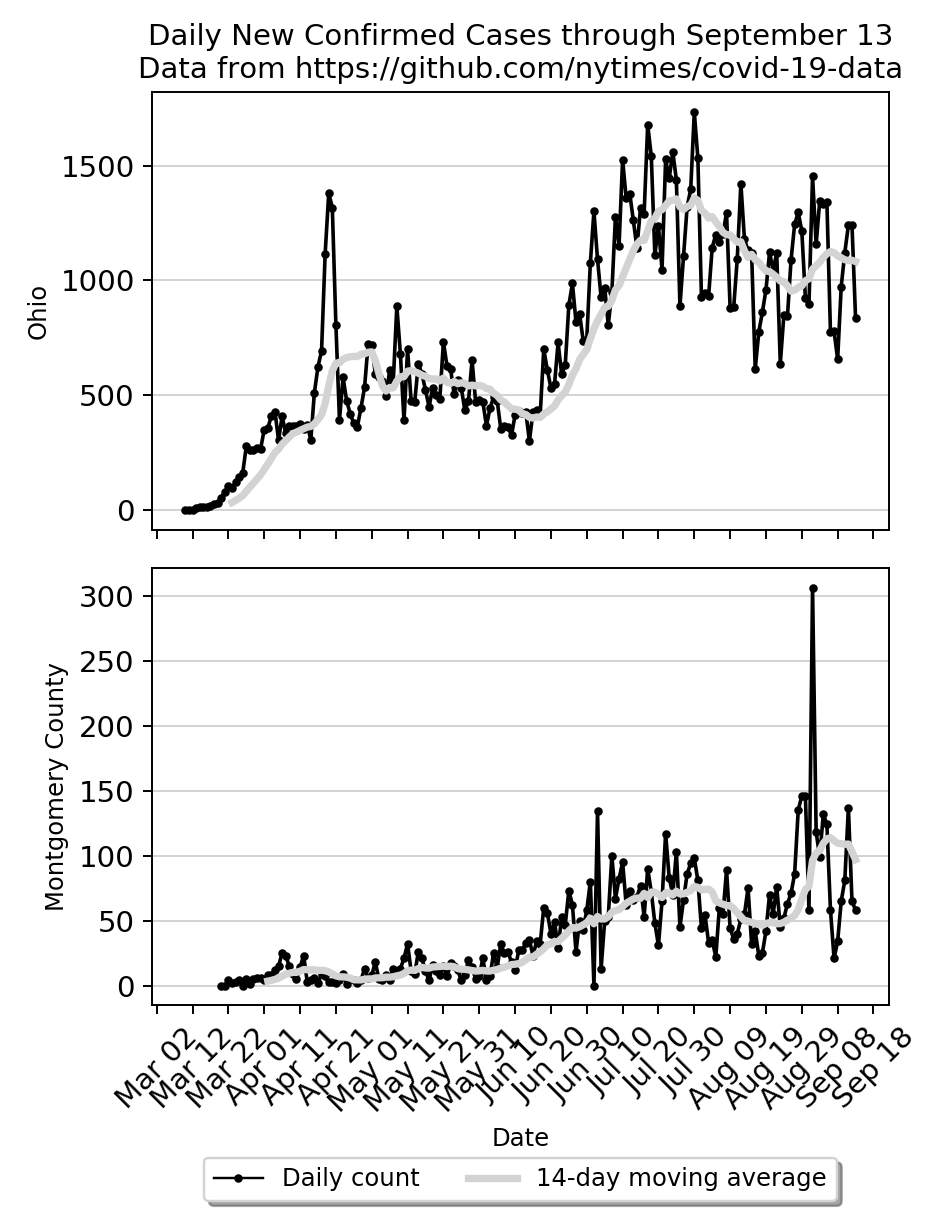 Daily New Confirmed Cases through September 13
Data from https://github.com/nytimes/covid-19-data
1500
1000
500
0
Ohio
300
250
200
150
100
50
0
Montgomery County
Mar 02
Mar 12
Mar 22
Apr 01
Apr 11
Apr 21
May 01
May 11
May 21
May 31
Jun 10
Jun 20
Jun 30
Jul 10
Jul 20
Jul 30
Aug 09
Aug 19
Aug 29
Sep 08
Sep 18
Date
Daily count
14-day moving average